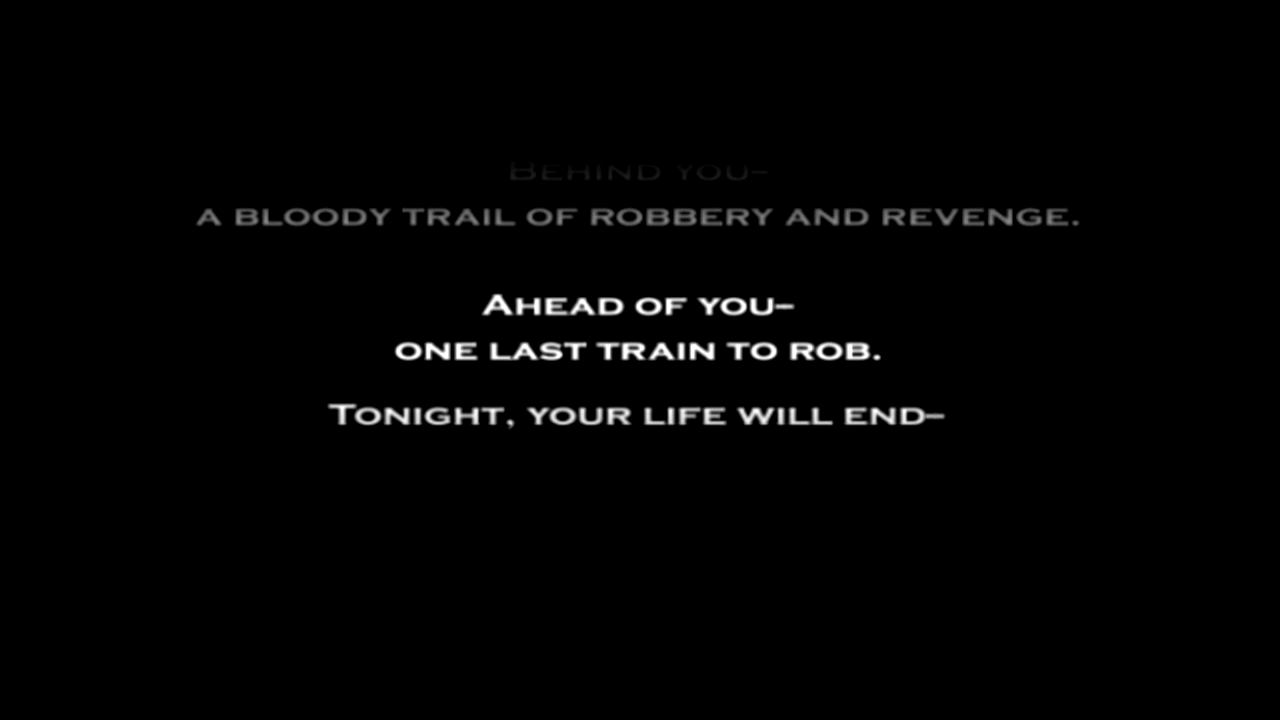 Behind you–
a bloody trail of robbery and revenge.
Ahead of you–
one last train to rob.
Tonight, your life will end–